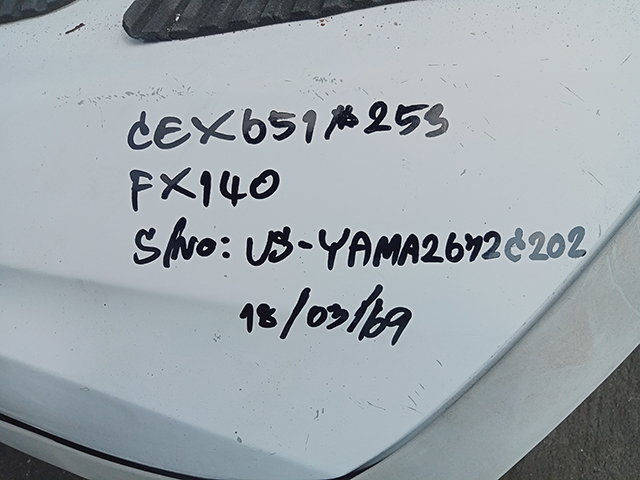 CEX651#253
FX140
S/No: US-YAMA2672C202
18/03/69